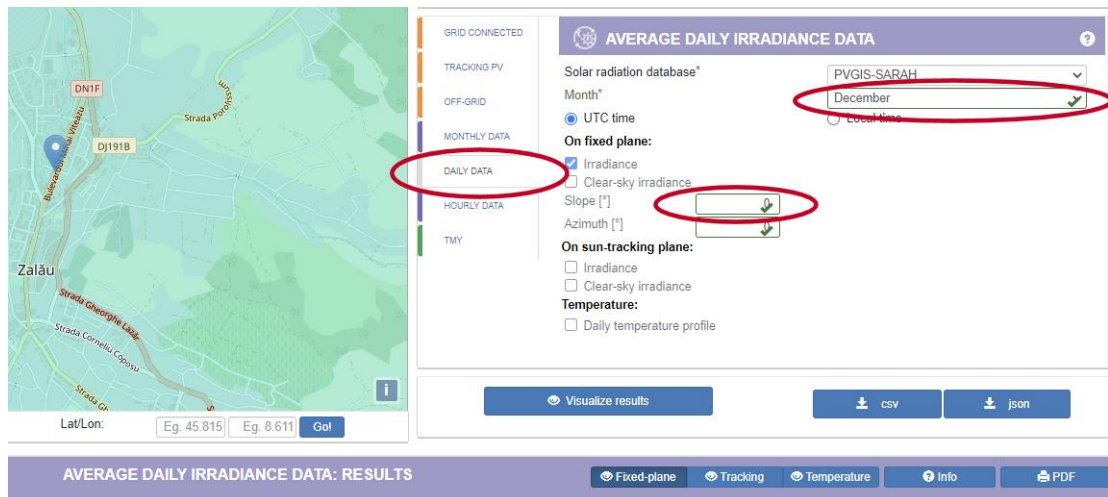 DN1F
Strada Porolissum
DJ191B
Bulevardul Mihai Viteazu
Zalău
Strada Gheorghe Lazăr
Strada Corneliu Coposu
Strada Gh
i
Lat/Lon:
Eg. 45.815
Eg. 8.611
Go!
GRID CONNECTED
TRACKING PV
OFF-GRID
MONTHLY DATA
DAILY DATA
HOURLY DATA
TMY
AVERAGE DAILY IRRADIANCE DATA
?
Solar radiation database*
PVGIS-SARAH
Month*
December
UTC time
Local time
On fixed plane:
Irradiance
Clear-sky irradiance
Slope [°]
0
Azimuth [°]
0
On sun-tracking plane:
Irradiance
Clear-sky irradiance
Temperature:
Daily temperature profile
Visualize results
csv
json
AVERAGE DAILY IRRADIANCE DATA: RESULTS
Fixed-plane
Tracking
Temperature
Info
PDF